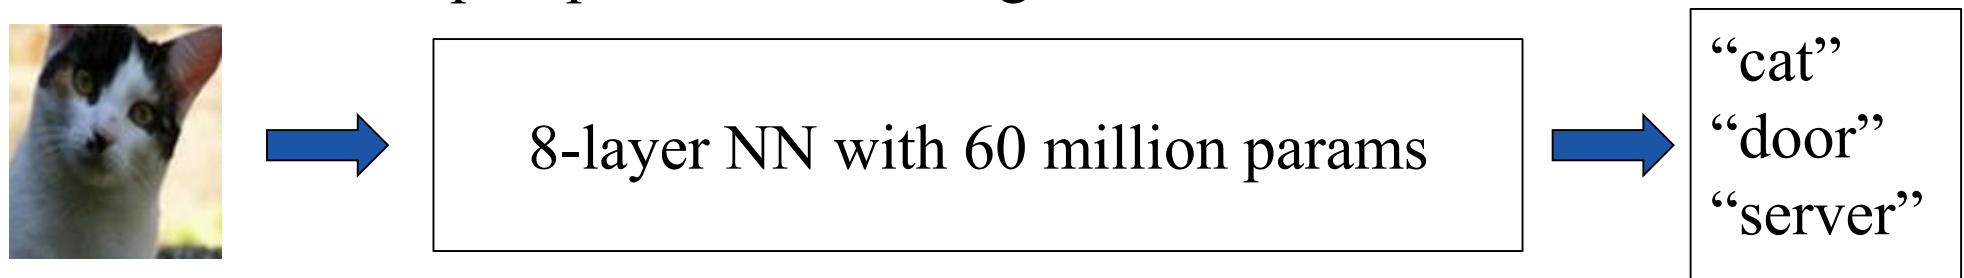 8-layer NN with 60 million params
“cat”
“door”
“server”